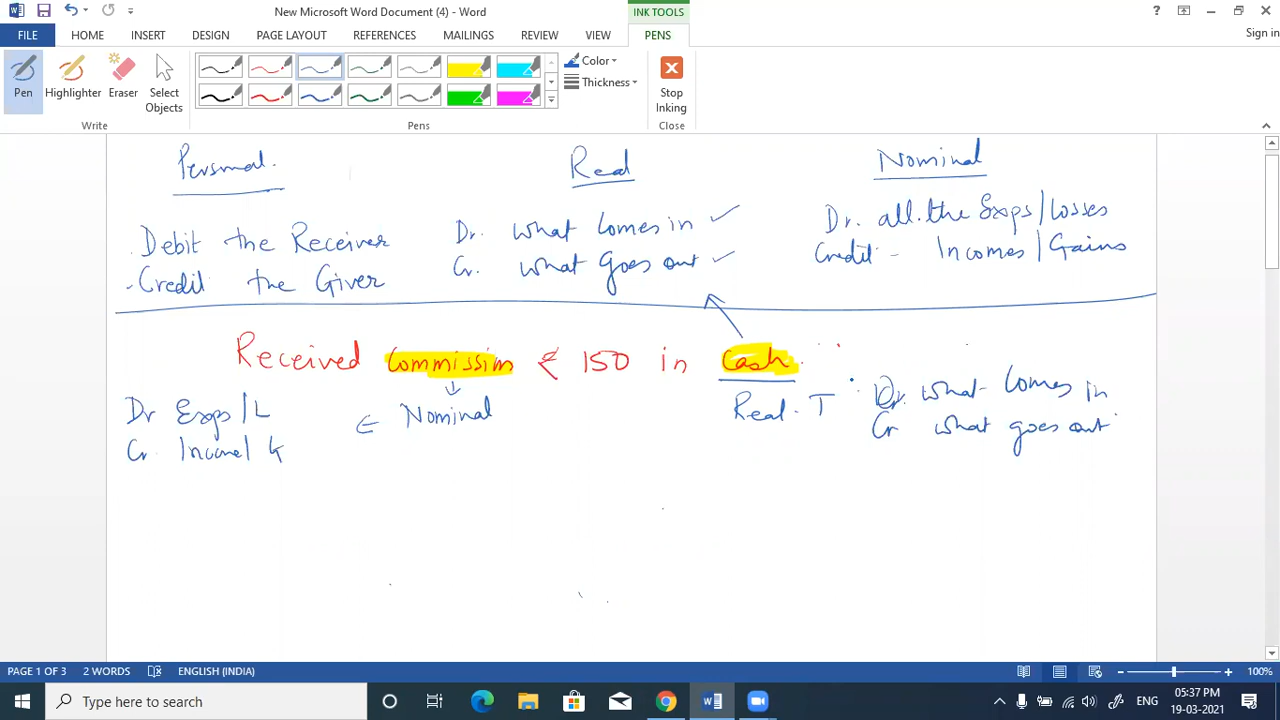 New Microsoft Word Document (4) - Word
INK TOOLS
FILE HOME INSERT DESIGN PAGE LAYOUT REFERENCES MAILINGS REVIEW VIEW PENS
Sign in
Pen Highlighter Eraser Select Objects
Color
Thickness
Stop Inking
Write Pens Close
Personal. Real Nominal
Debit the Receiver
Credit the Giver
Dr. what comes in
Cr. what goes out
Dr. all the Exps/Losses
Credit - Incomes/Gains
Received Commission ₹ 150 in Cash
Nominal
Dr Exps/L
Cr. Income/
Real
Dr. what comes in
Cr what goes out
PAGE 1 OF 3 2 WORDS ENGLISH (INDIA) 100%
Type here to search
ENG
05:37 PM
19-03-2021